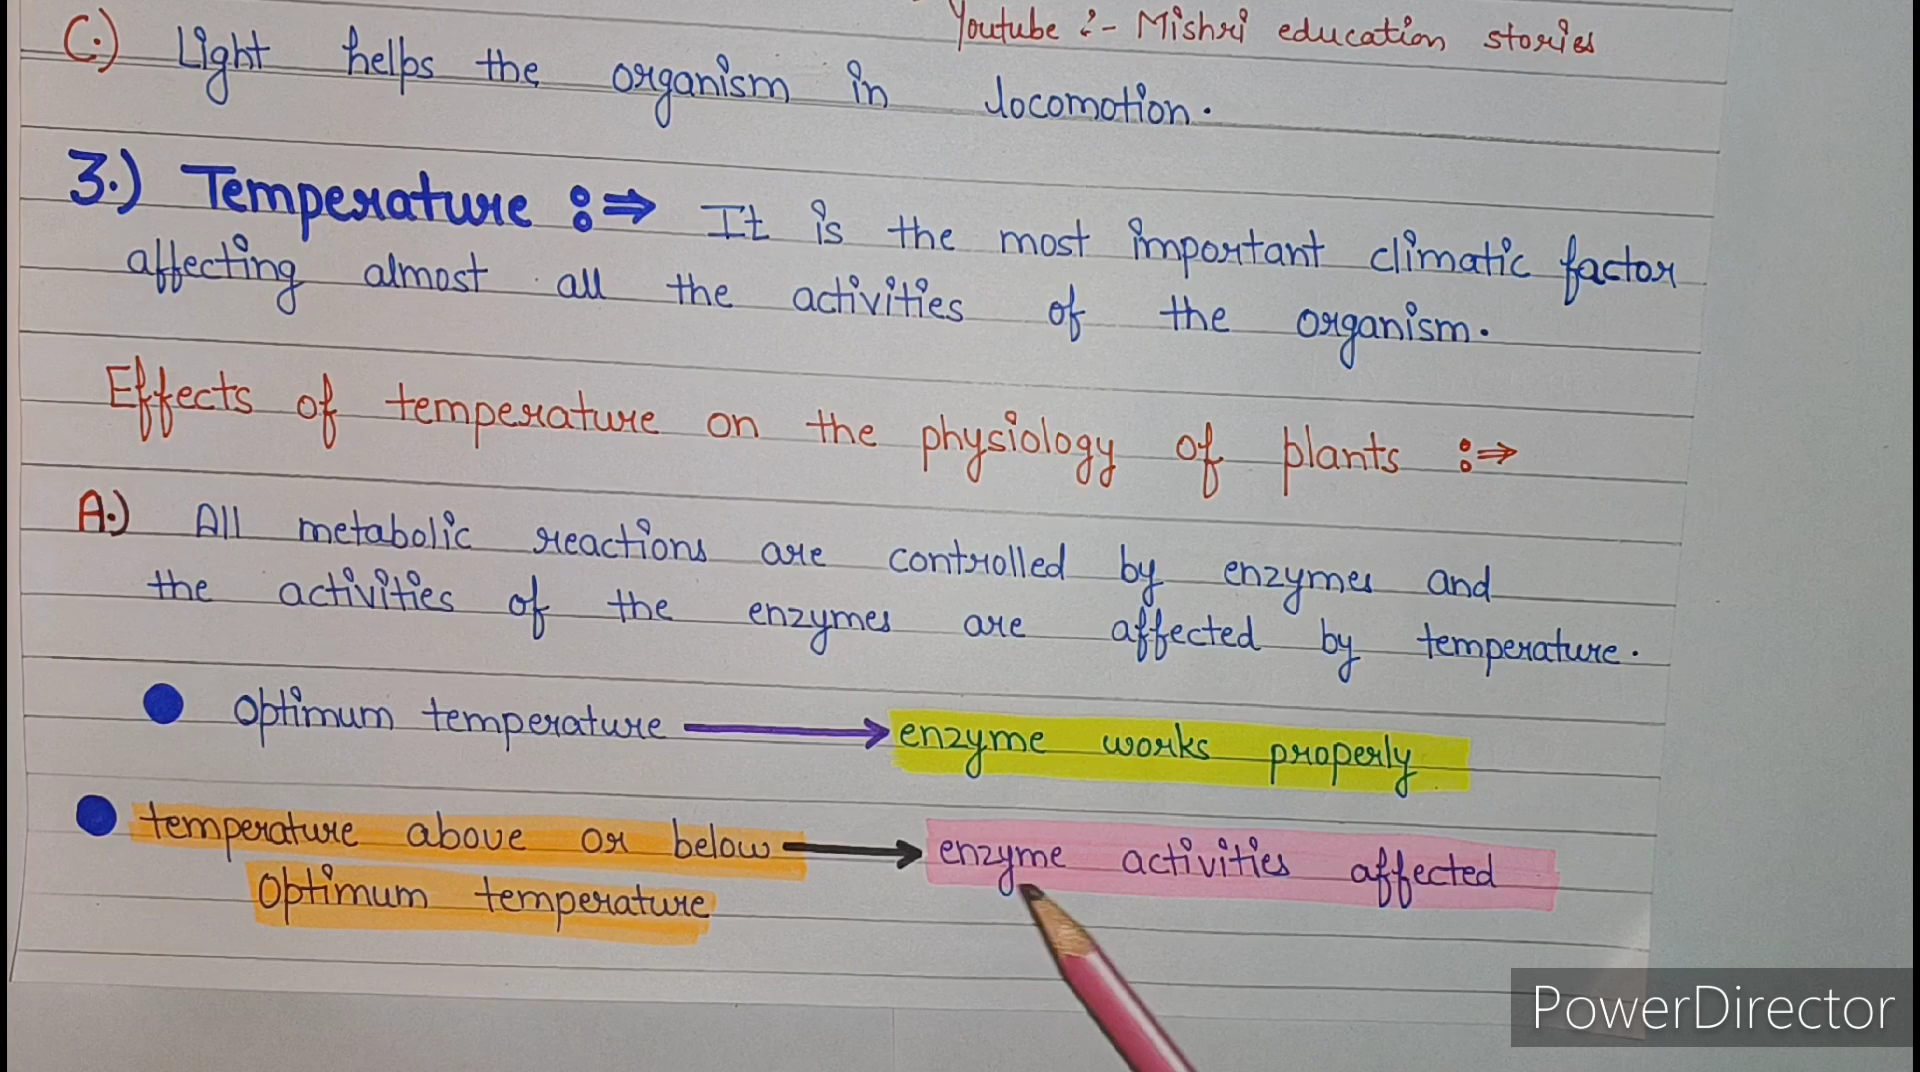 Youtube :- Mishri education stories
C.) Light helps the organism in locomotion.
3.) Temperature :⇒ It is the most important climatic factor
affecting almost all the activities of the organism.
Effects of temperature on the physiology of plants :⇒
A.) All metabolic reactions are controlled by enzymes and
the activities of the enzymes are affected by temperature.
● Optimum temperature → enzyme works properly
● temperature above or below → enzyme activities affected
Optimum temperature
PowerDirector